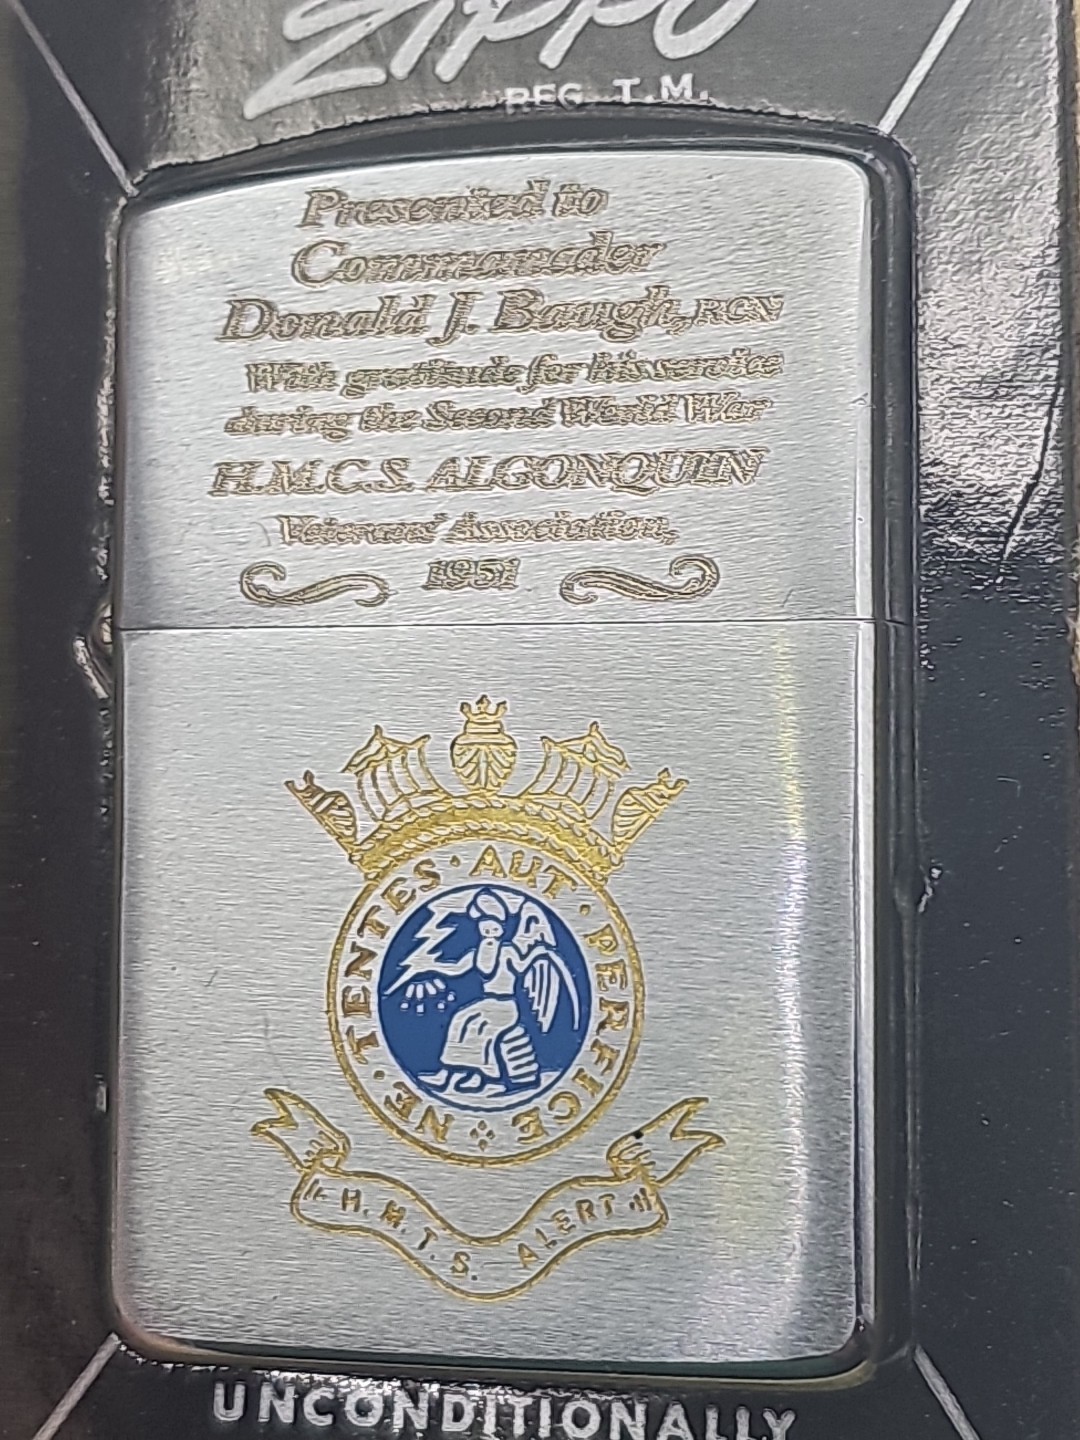 Zippo
REG. T.M.
Presented to
Commander
Donald J. Baugh, RCN
With gratitude for his service
during the Second World War
H.M.C.S. ALGONQUIN
Veterans' Association,
1951
NE · TENTES · AUT · PERFICE
H.M.T.S. ALERT
UNCONDITIONALLY